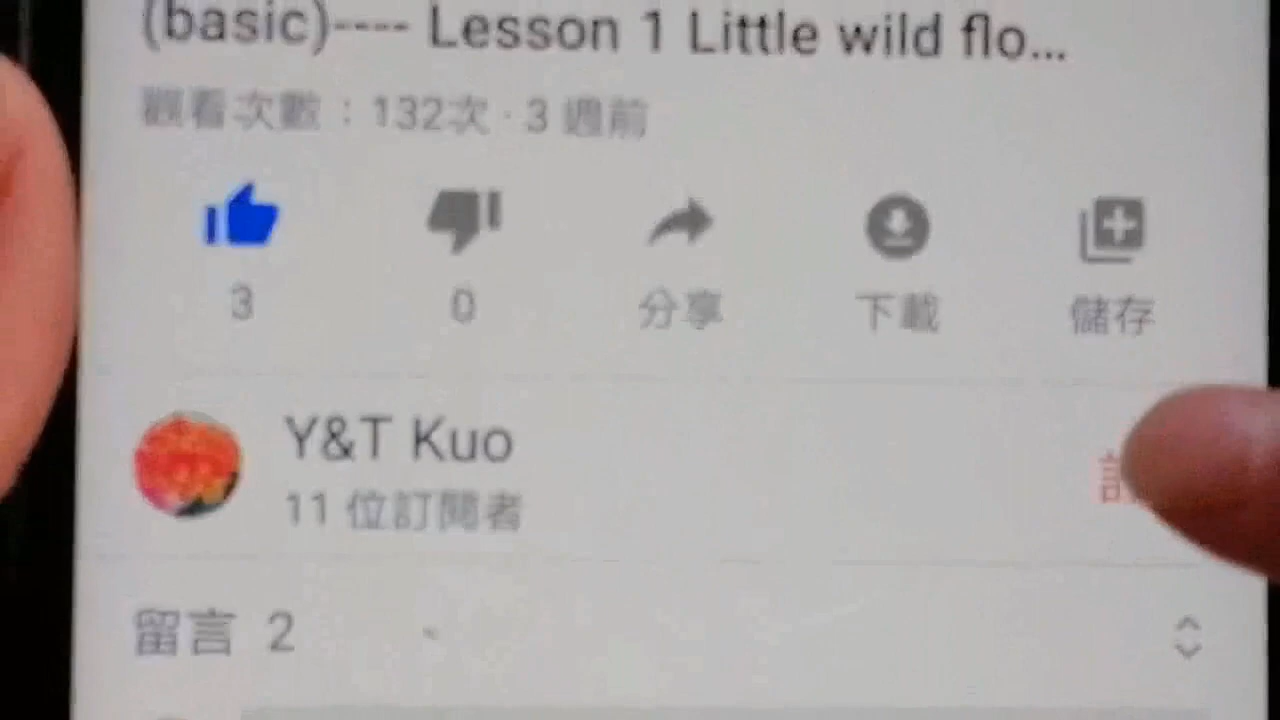 (basic)---- Lesson 1 Little wild flo...
觀看次數：132次 · 3 週前
3 0 分享 下載 儲存
Y&T Kuo
11 位訂閱者
訂
留言 2